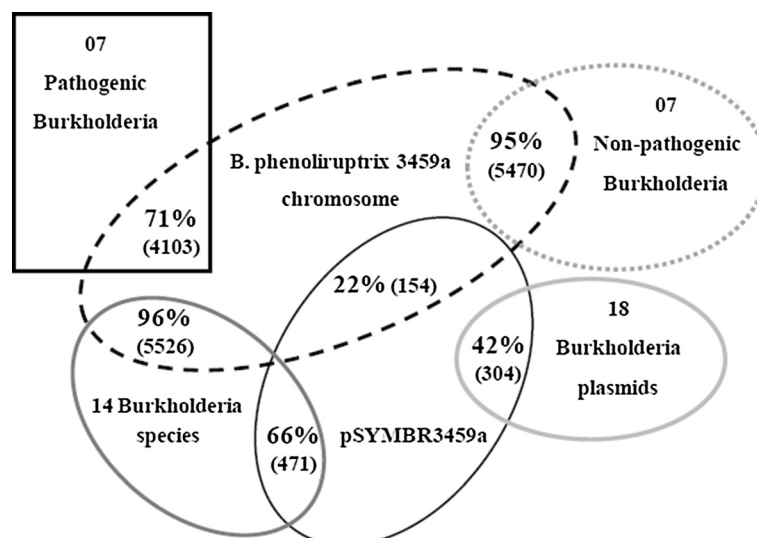 07
Pathogenic
Burkholderia
71%
(4103)
B. phenoliruptrix 3459a
chromosome
95%
(5470)
07
Non-pathogenic
Burkholderia
22% (154)
96%
(5526)
14 Burkholderia
species
66%
(471)
pSYMBR3459a
42%
(304)
18
Burkholderia
plasmids